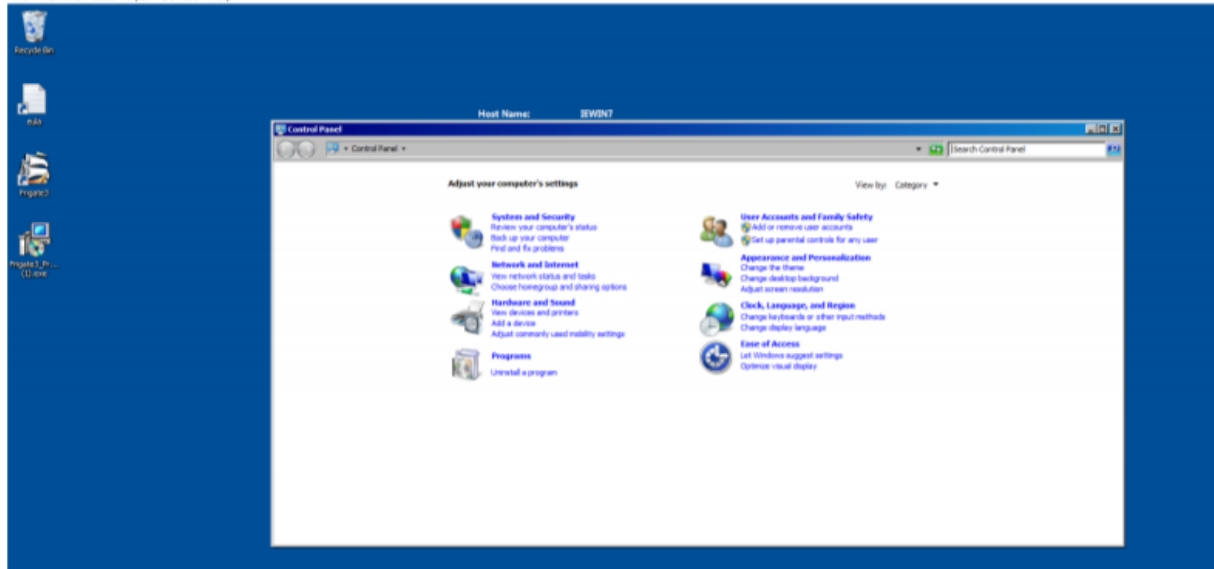 Recycle Bin
eula
Frigate3
Frigate3_Pr...
(1).exe
Host Name: IEWIN7
Control Panel
Control Panel
Search Control Panel
Adjust your computer's settings
View by: Category
System and Security
Review your computer's status
Back up your computer
Find and fix problems
Network and Internet
View network status and tasks
Choose homegroup and sharing options
Hardware and Sound
View devices and printers
Add a device
Adjust commonly used mobility settings
Programs
Uninstall a program
User Accounts and Family Safety
Add or remove user accounts
Set up parental controls for any user
Appearance and Personalization
Change the theme
Change desktop background
Adjust screen resolution
Clock, Language, and Region
Change keyboards or other input methods
Change display language
Ease of Access
Let Windows suggest settings
Optimize visual display